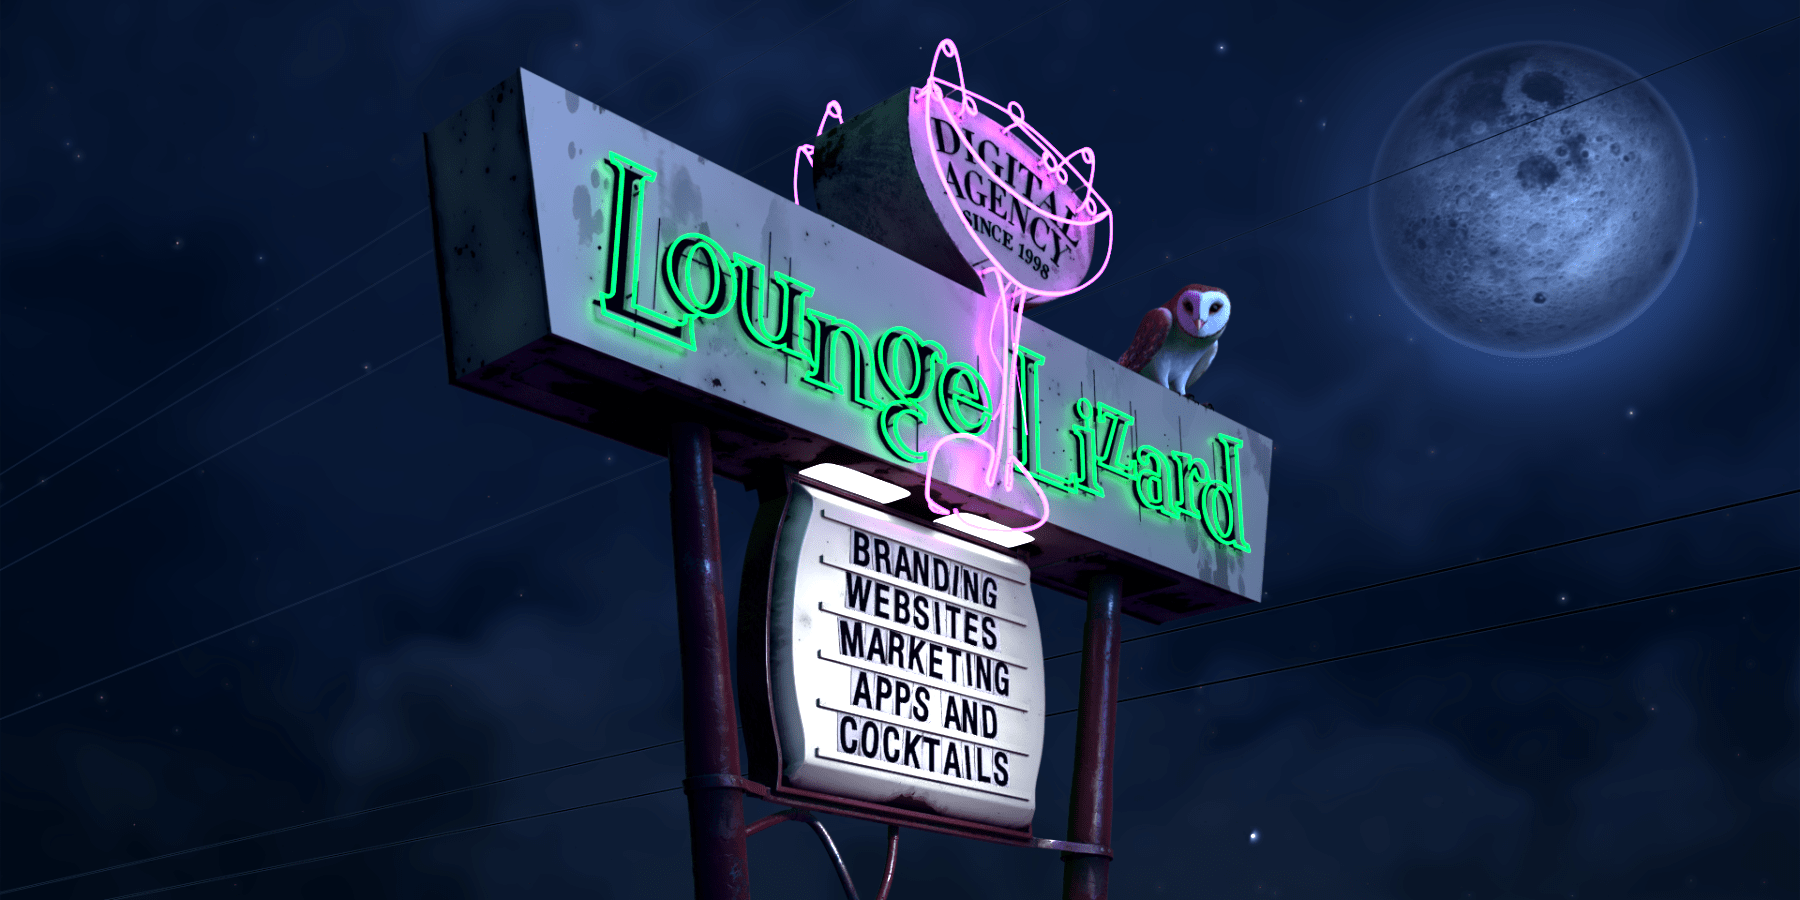 DIGITAL
AGENCY
SINCE 1998
Lounge Lizard
BRANDING
WEBSITES
MARKETING
APPS AND
COCKTAILS